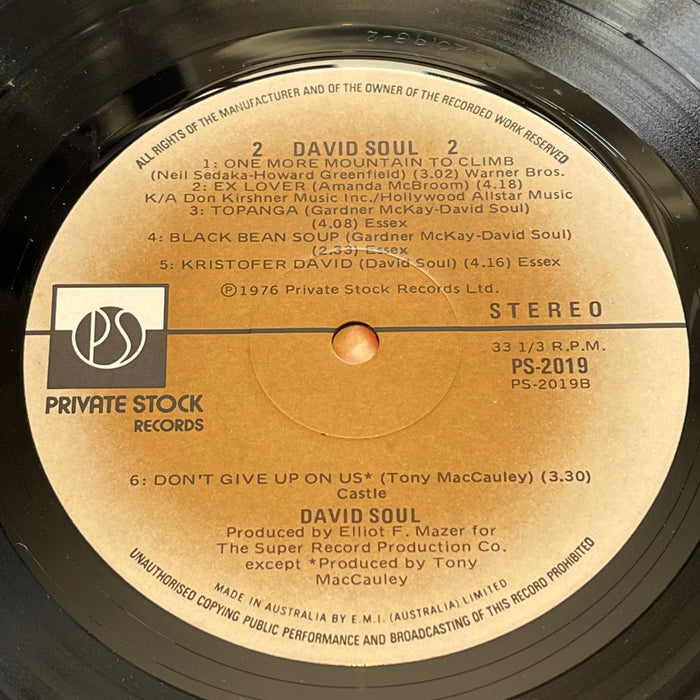 ALL RIGHTS OF THE MANUFACTURER AND OF THE OWNER OF THE RECORDED WORK RESERVED
2 DAVID SOUL 2
1: ONE MORE MOUNTAIN TO CLIMB
(Neil Sedaka-Howard Greenfield) (3.02) Warner Bros.
2: EX LOVER (Amanda McBroom) (4.18)
K/A Don Kirshner Music Inc./Hollywood Allstar Music
3: TOPANGA (Gardner McKay-David Soul)
(4.08) Essex
4: BLACK BEAN SOUP (Gardner McKay-David Soul)
(2.33) Essex
5: KRISTOFER DAVID (David Soul) (4.16) Essex
Ⓟ1976 Private Stock Records Ltd.
STEREO
PS
33 1/3 R.P.M.
PS-2019
PS-2019B
PRIVATE STOCK
RECORDS
6: DON'T GIVE UP ON US* (Tony MacCauley) (3.30)
Castle
DAVID SOUL
Produced by Elliot F. Mazer for
The Super Record Production Co.
except *Produced by Tony
MacCauley
MADE IN AUSTRALIA BY E.M.I. (AUSTRALIA) LIMITED
UNAUTHORISED COPYING PUBLIC PERFORMANCE AND BROADCASTING OF THIS RECORD PROHIBITED